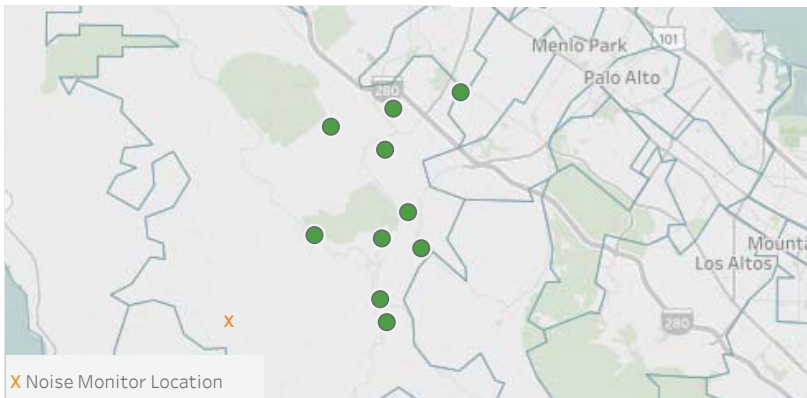 Menlo Park
101
Palo Alto
280
Mounta
Los Altos
280
X
X Noise Monitor Location